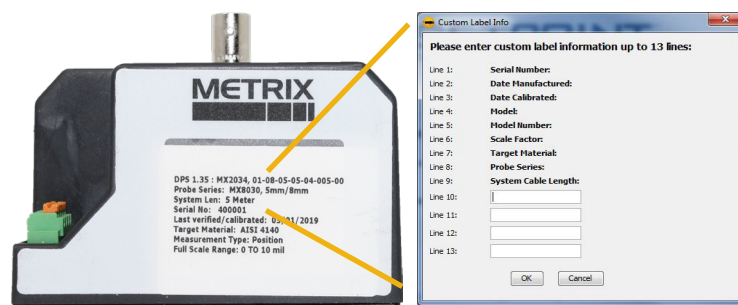 METRIX
DPS 1.35 : MX2034, 01-08-05-05-04-005-00
Probe Series: MX8030, 5mm/8mm
System Len: 5 Meter
Serial No: 400001
Last verified/calibrated: 05/01/2019
Target Material: AISI 4140
Measurement Type: Position
Full Scale Range: 0 TO 10 mil
Custom Label Info
Please enter custom label information up to 13 lines:
Line 1: Serial Number:
Line 2: Date Manufactured:
Line 3: Date Calibrated:
Line 4: Model:
Line 5: Model Number:
Line 6: Scale Factor:
Line 7: Target Material:
Line 8: Probe Series:
Line 9: System Cable Length:
Line 10:
Line 11:
Line 12:
Line 13:
OK Cancel